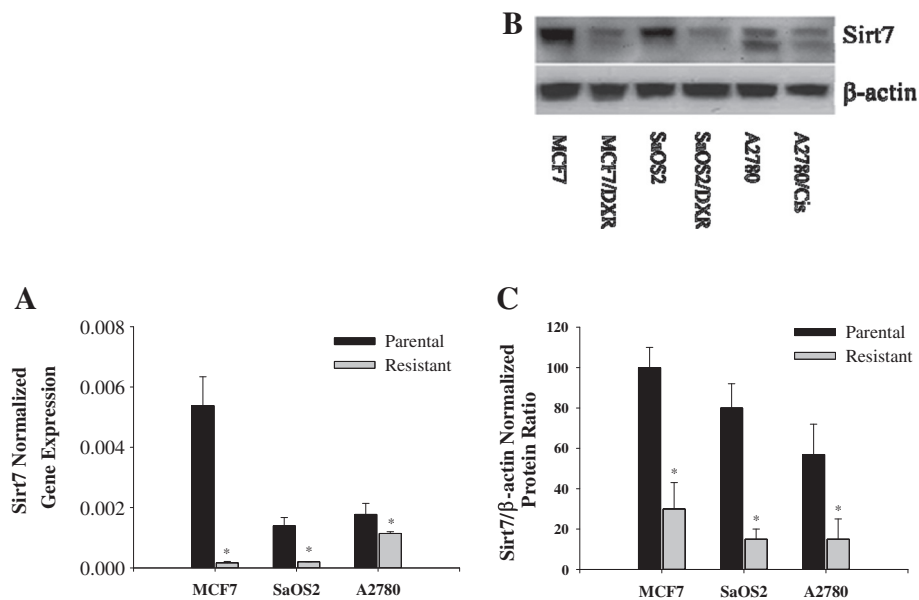 B
Sirt7
β-actin
MCF7
MCF7/DXR
SaOS2
SaOS2/DXR
A2780
A2780/Cis
A
Sirt7 Normalized
Gene Expression
0.008
0.006
0.004
0.002
0.000
Parental
Resistant
*
*
*
MCF7
SaOS2
A2780
C
Sirt7/β-actin Normalized
Protein Ratio
120
100
80
60
40
20
0
Parental
Resistant
*
*
*
MCF7
SaOS2
A2780